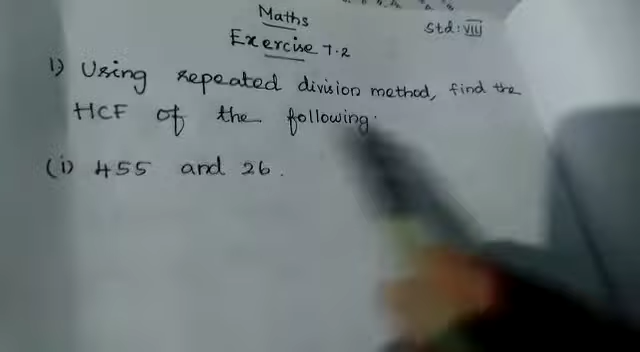 Maths
Std: VIII
Exercise 7.2
1) Using repeated division method, find the
HCF of the following.
(i) 455 and 26.